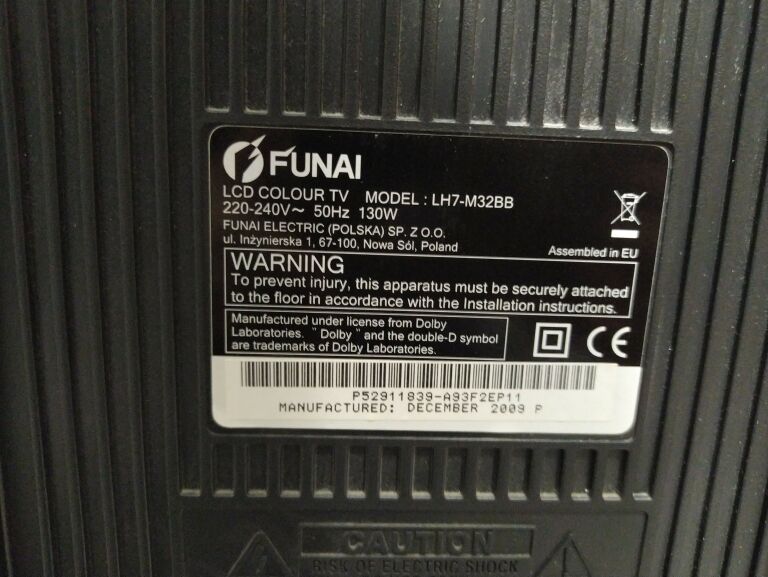 FUNAI
LCD COLOUR TV MODEL : LH7-M32BB
220-240V~ 50Hz 130W
FUNAI ELECTRIC (POLSKA) SP. Z O.O.
ul. Inżynierska 1, 67-100, Nowa Sól, Poland
Assembled in EU
WARNING
To prevent injury, this apparatus must be securely attached
to the floor in accordance with the Installation instructions.
Manufactured under license from Dolby
Laboratories. "Dolby" and the double-D symbol
are trademarks of Dolby Laboratories.
CE
P52911839-A93F2EP11
MANUFACTURED: DECEMBER 2009 P
CAUTION
RISK OF ELECTRIC SHOCK